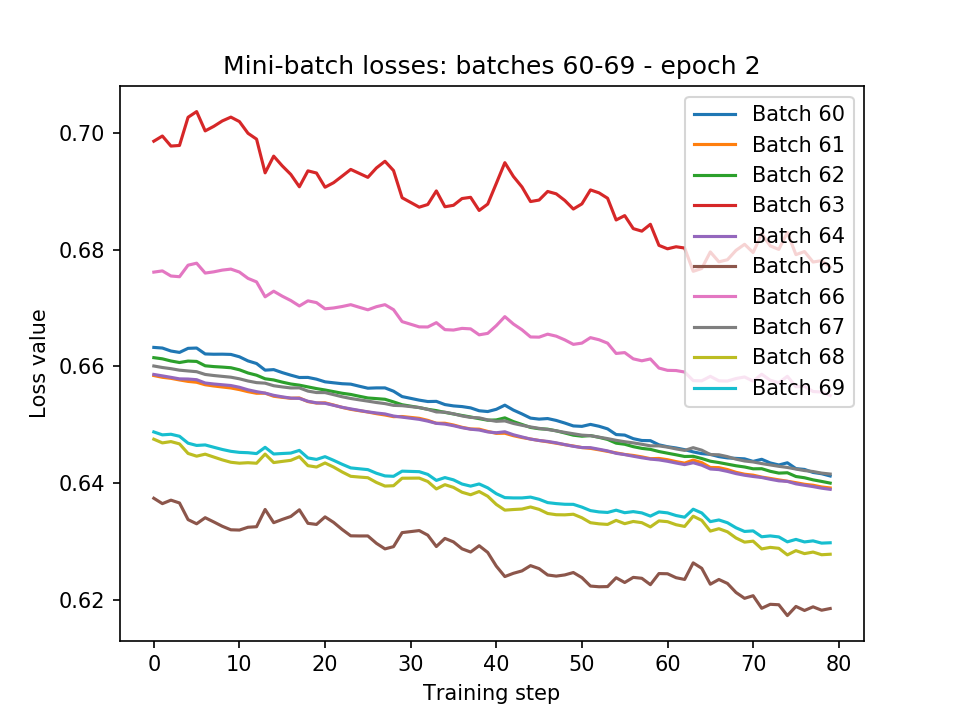 Mini-batch losses: batches 60-69 - epoch 2
Loss value
0.70
0.68
0.66
0.64
0.62
Batch 60
Batch 61
Batch 62
Batch 63
Batch 64
Batch 65
Batch 66
Batch 67
Batch 68
Batch 69
0 10 20 30 40 50 60 70 80
Training step